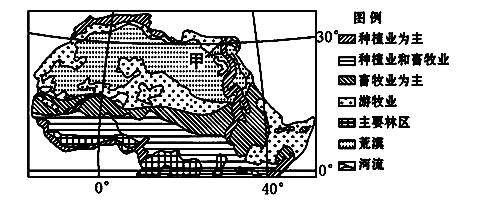 图例
种植业为主
种植业和畜牧业
畜牧业为主
游牧业
主要林区
荒漠
河流
甲
30°
0°
0°
40°